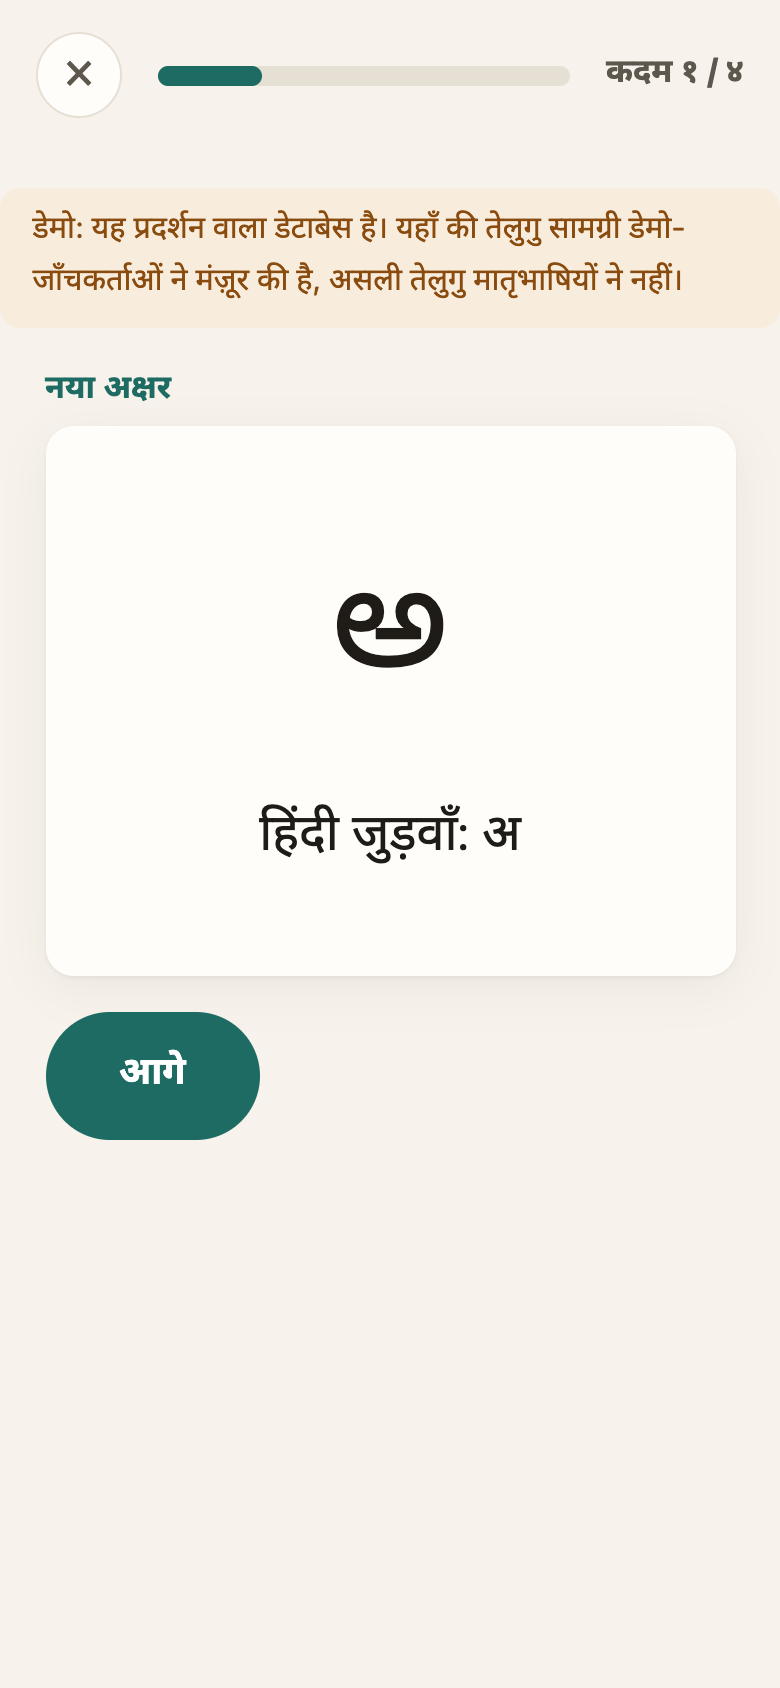 ×
कदम १ / ४
डेमो: यह प्रदर्शन वाला डेटाबेस है। यहाँ की तेलुगु सामग्री डेमो-
जाँचकर्ताओं ने मंज़ूर की है, असली तेलुगु मातृभाषियों ने नहीं।
नया अक्षर
అ
हिंदी जुड़वाँ: अ
आगे